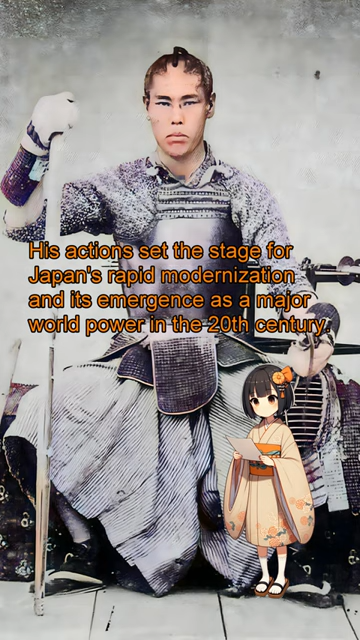 His actions set the stage for
Japan's rapid modernization
and its emergence as a major
world power in the 20th century.